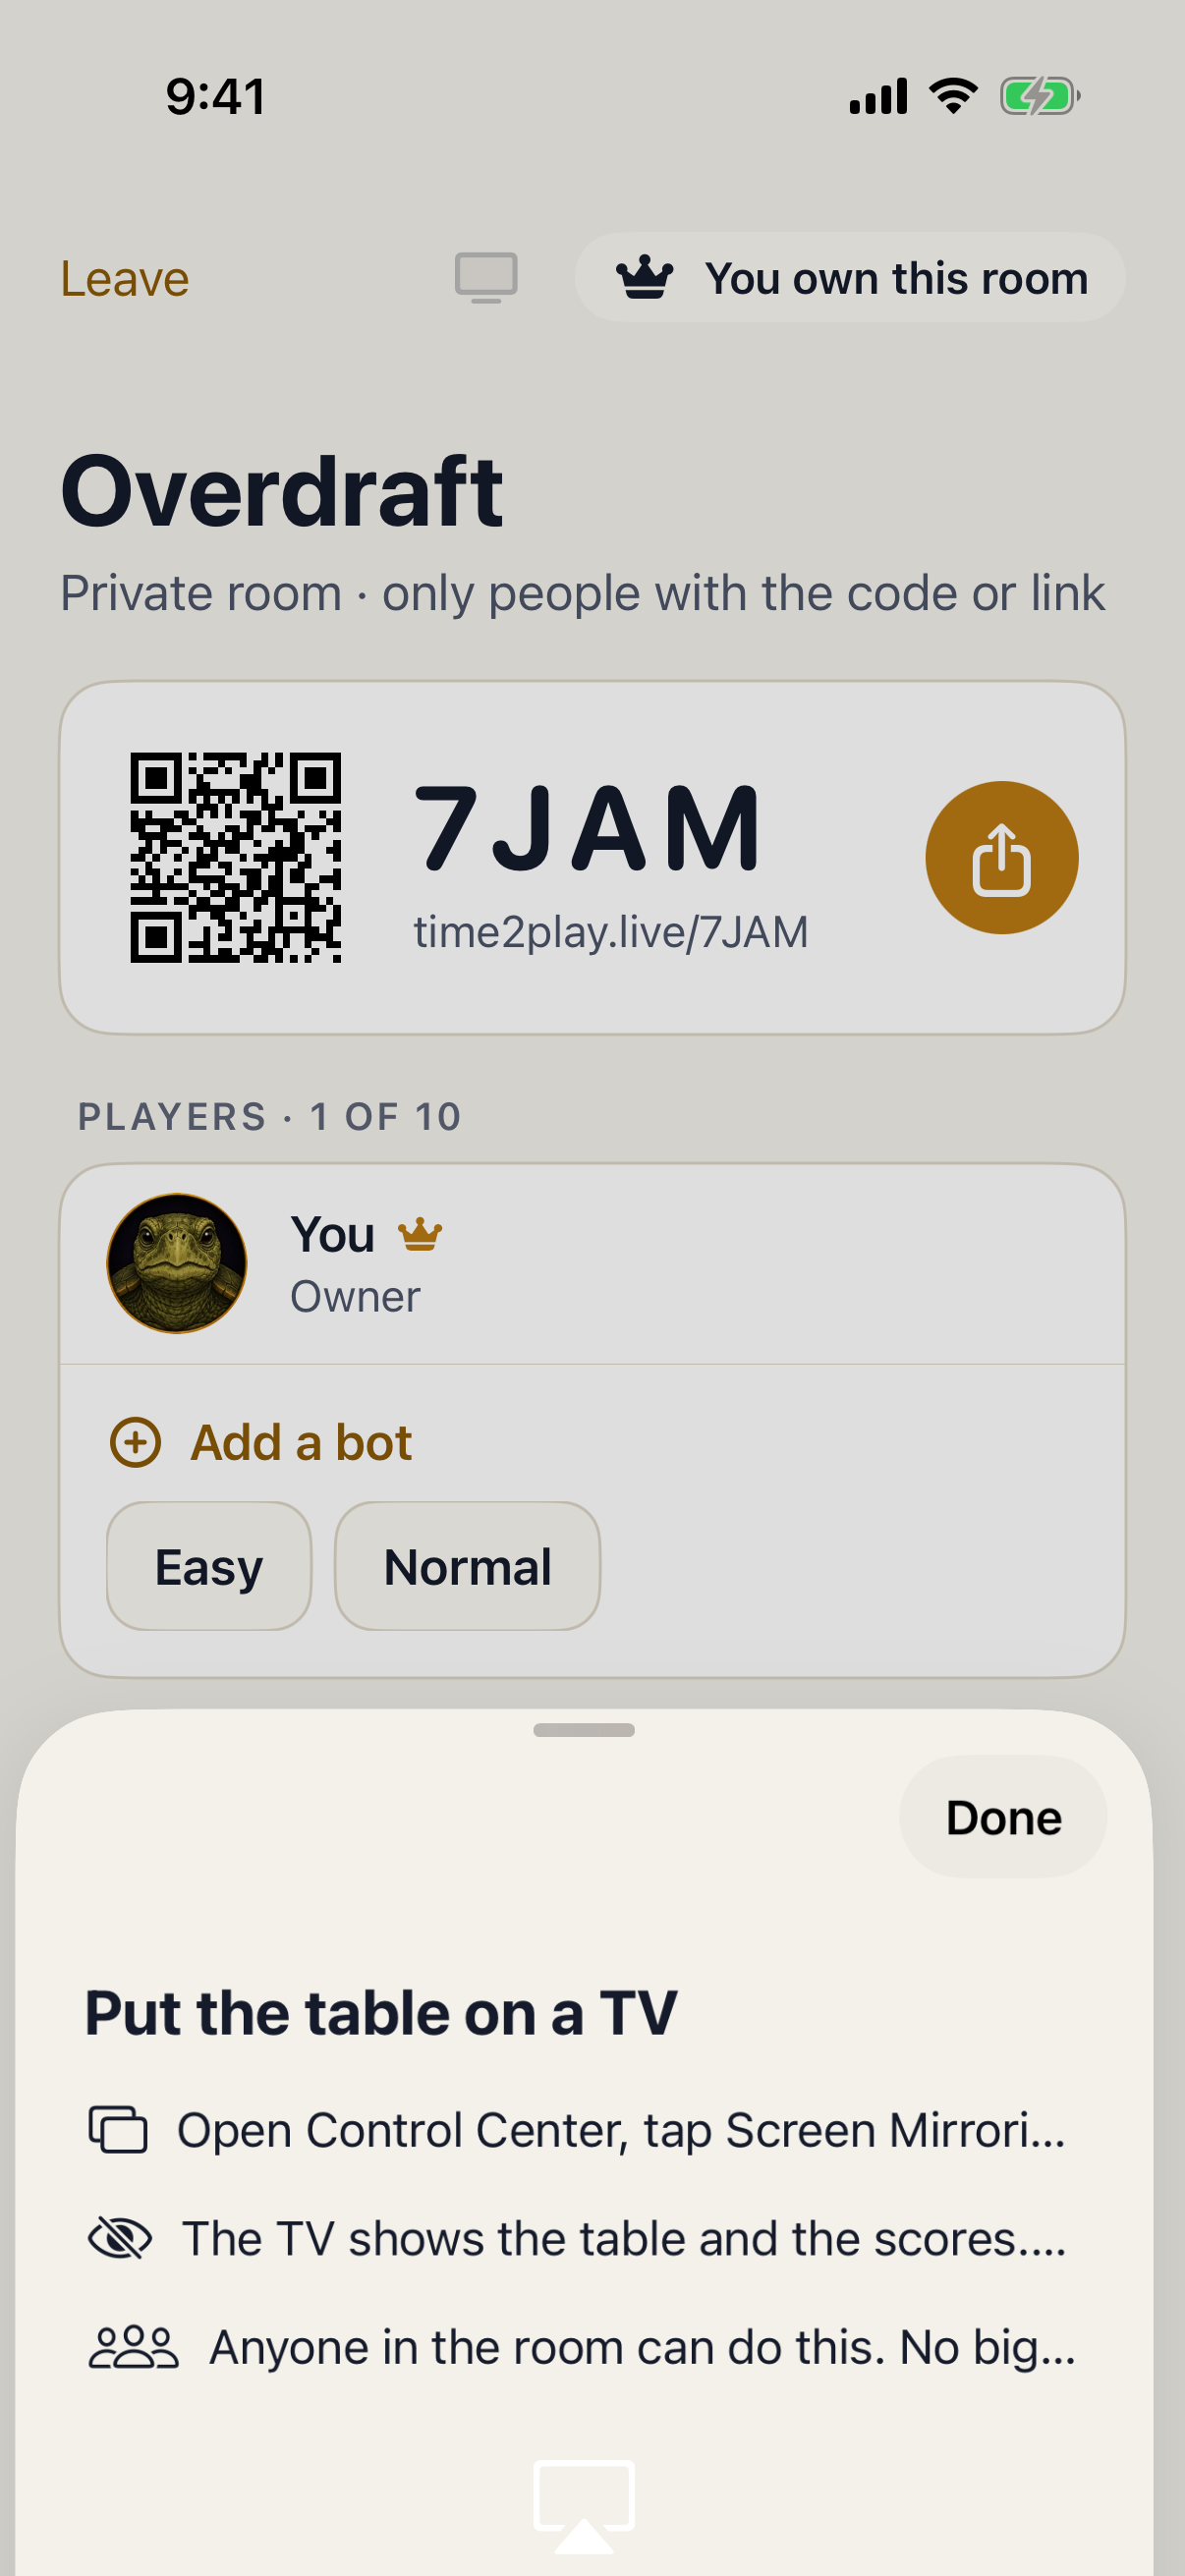 9:41
Leave
You own this room
Overdraft
Private room · only people with the code or link
7JAM
time2play.live/7JAM
PLAYERS · 1 OF 10
You
Owner
Add a bot
Easy
Normal
Done
Put the table on a TV
Open Control Center, tap Screen Mirrori...
The TV shows the table and the scores....
Anyone in the room can do this. No big...